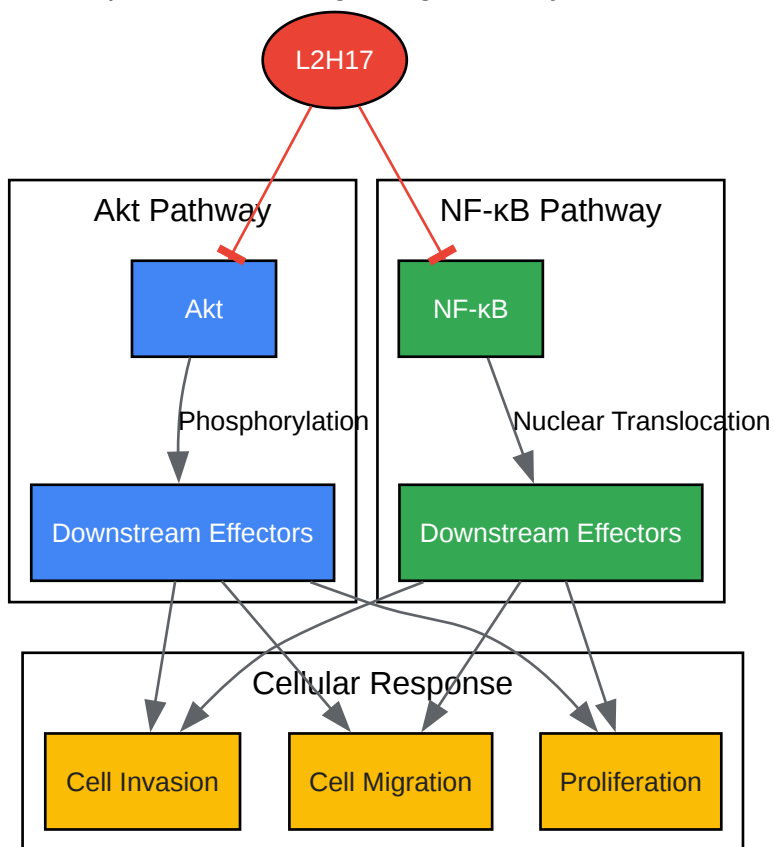 L2H17
Akt Pathway
NF-κB Pathway
Akt
NF-κB
Phosphorylation
Nuclear Translocation
Downstream Effectors
Downstream Effectors
Cellular Response
Cell Invasion
Cell Migration
Proliferation